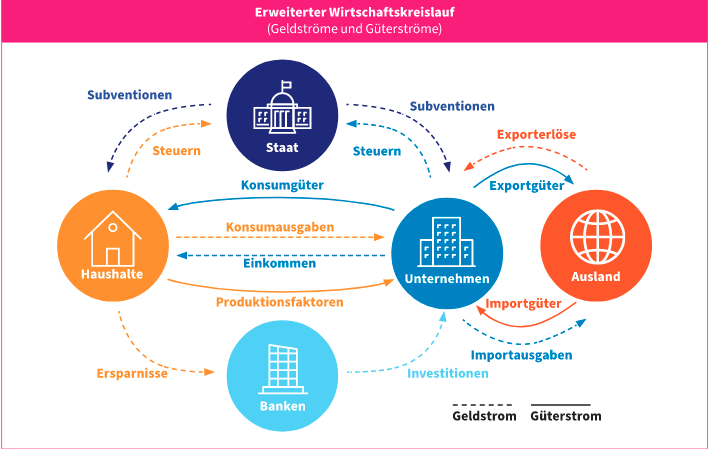 Erweiterter Wirtschaftskreislauf
(Geldströme und Güterströme)
Subventionen
Subventionen
Steuern
Staat
Steuern
Exporterlöse
Konsumgüter
Exportgüter
Konsumausgaben
Haushalte
Einkommen
Unternehmen
Ausland
Produktionsfaktoren
Importgüter
Importausgaben
Ersparnisse
Investitionen
Banken
Geldstrom
Güterstrom